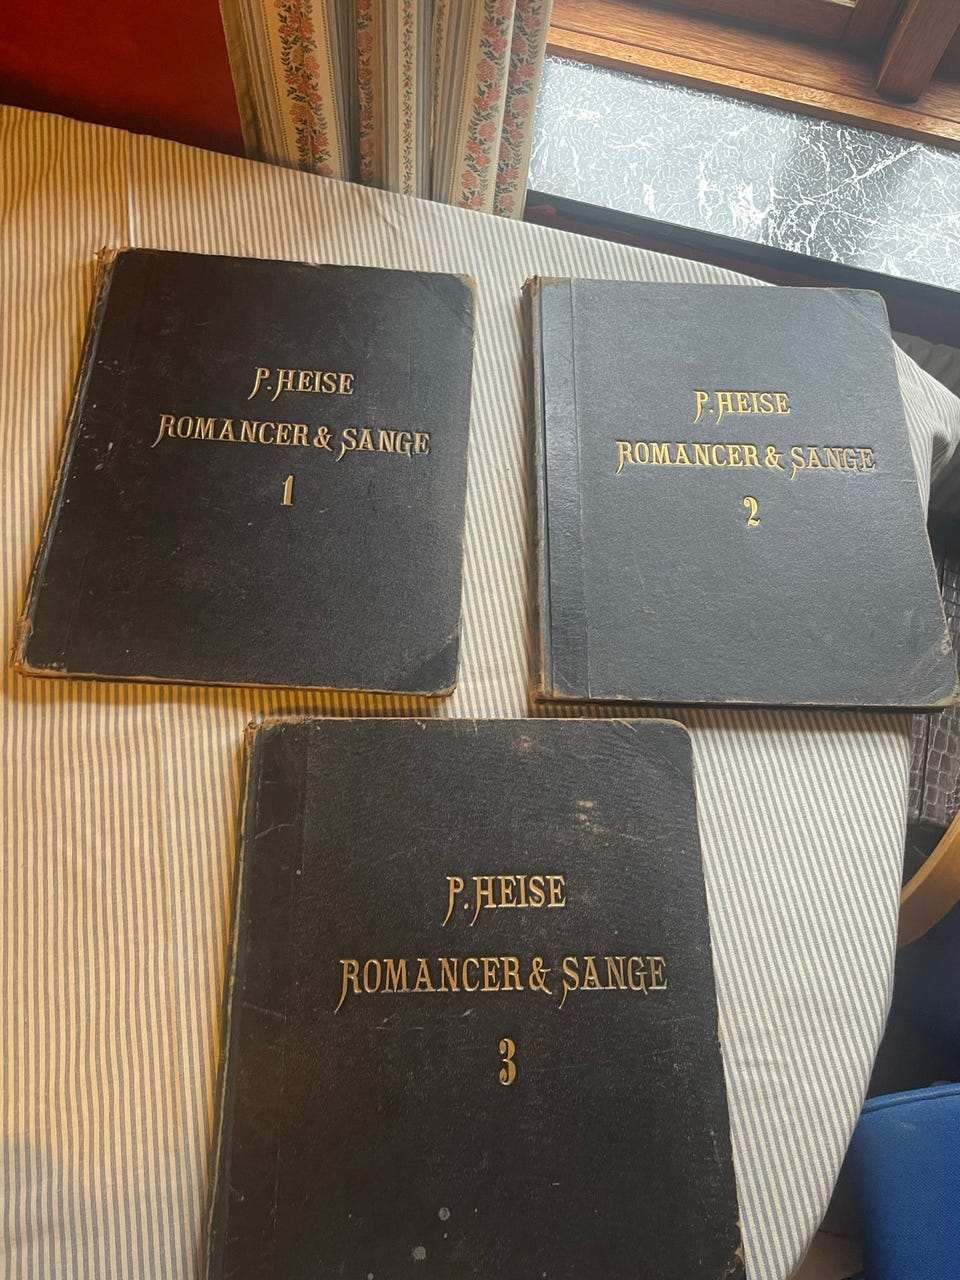 P. HEISE
ROMANCER & SANGE
1
P. HEISE
ROMANCER & SANGE
2
P. HEISE
ROMANCER & SANGE
3